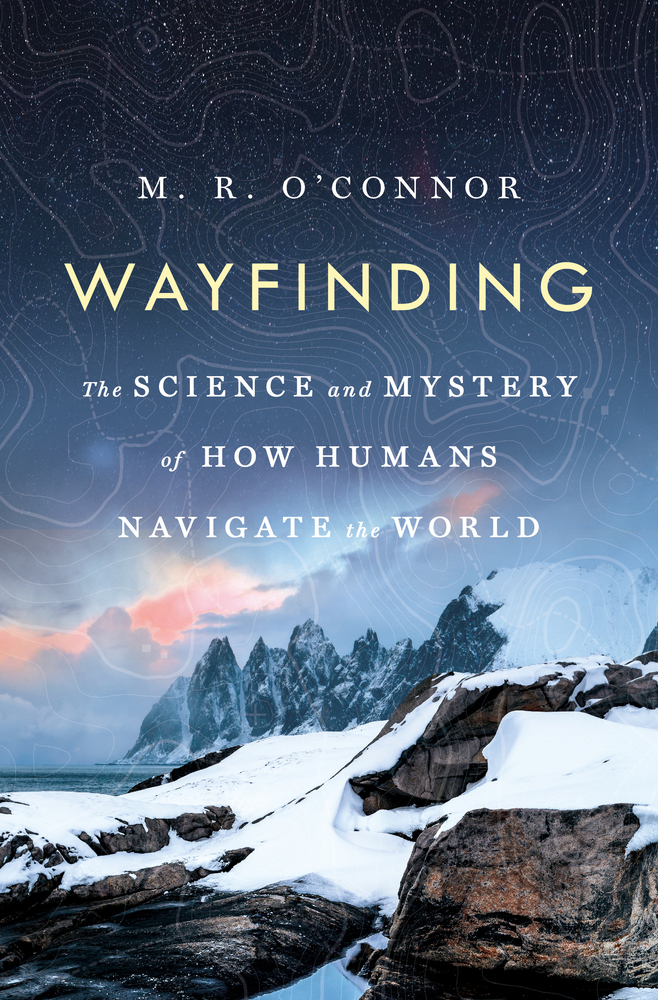 M. R. O’CONNOR
WAYFINDING
The SCIENCE and MYSTERY
of HOW HUMANS
NAVIGATE the WORLD